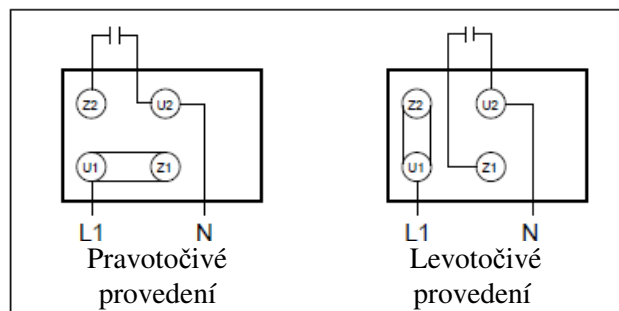 Z2 U2
U1 Z1
L1 N
Pravotočivé
provedení
Z2 U2
U1 Z1
L1 N
Levotočivé
provedení